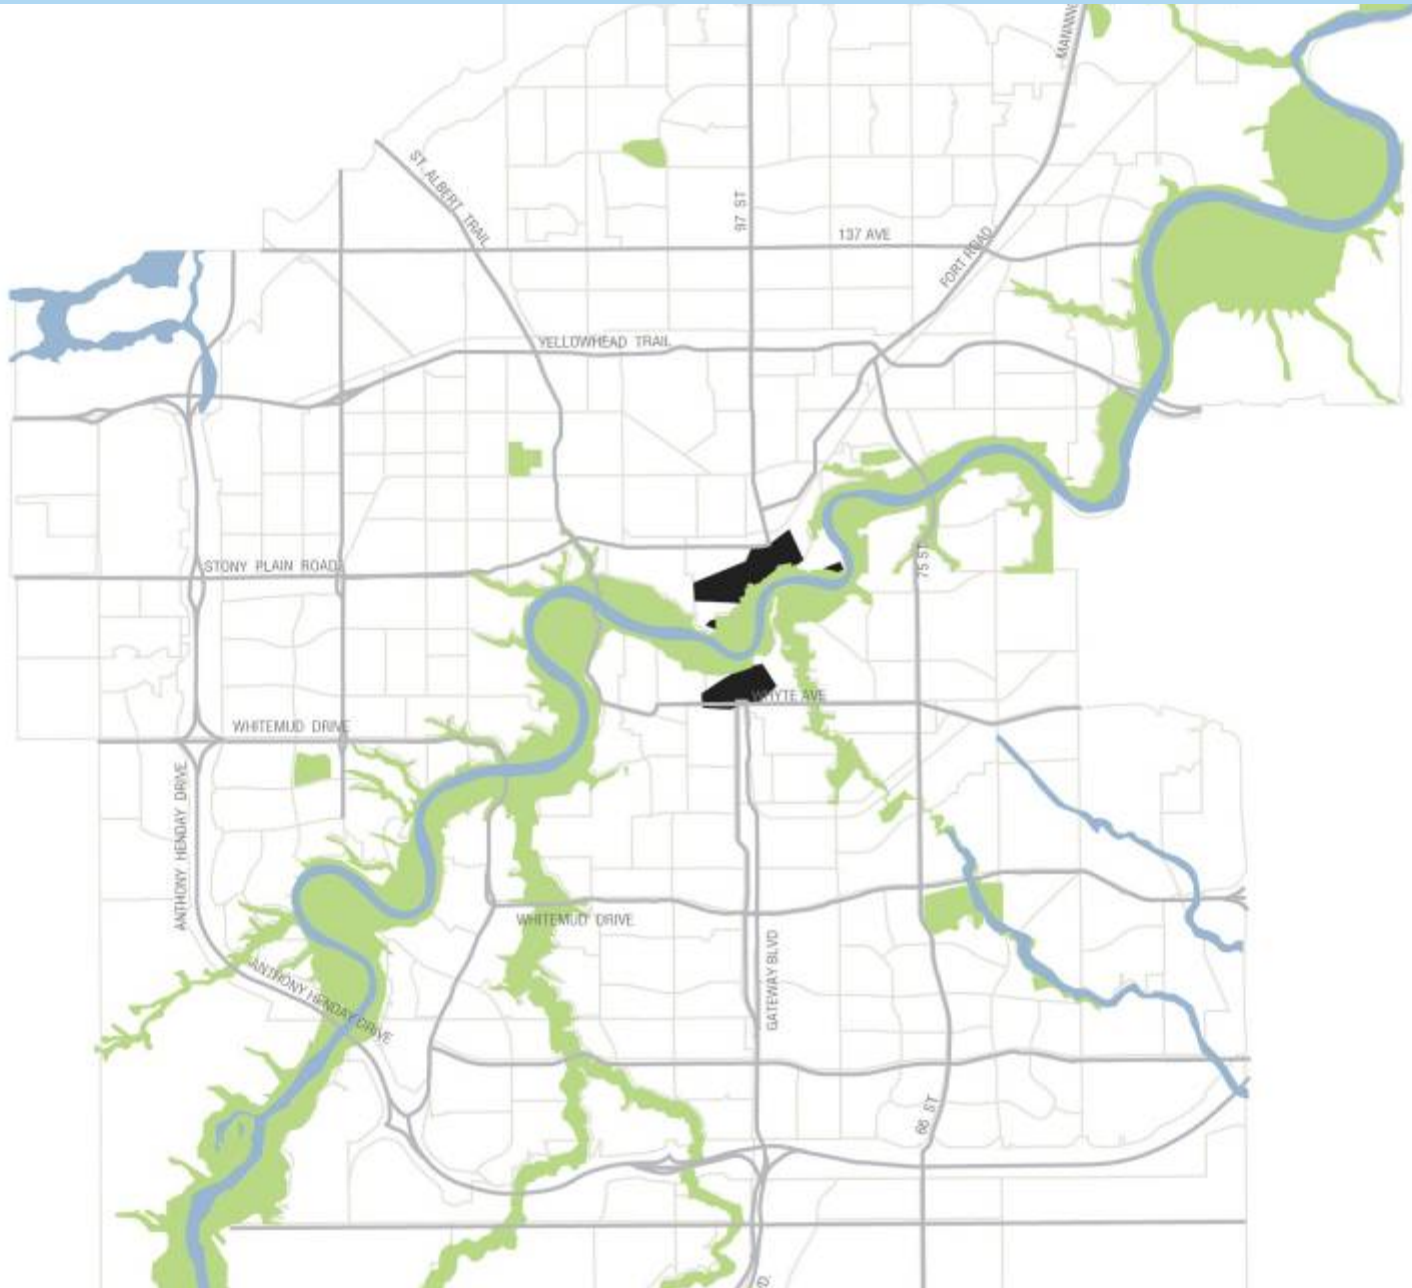 MANNING
ST. ALBERT TRAIL
97 ST
137 AVE
FORT ROAD
YELLOWHEAD TRAIL
STONY PLAIN ROAD
75 ST
WHYTE AVE
WHITEMUD DRIVE
ANTHONY HENDAY DRIVE
WHITEMUD DRIVE
GATEWAY BLVD
ANTHONY HENDAY DRIVE
66 ST